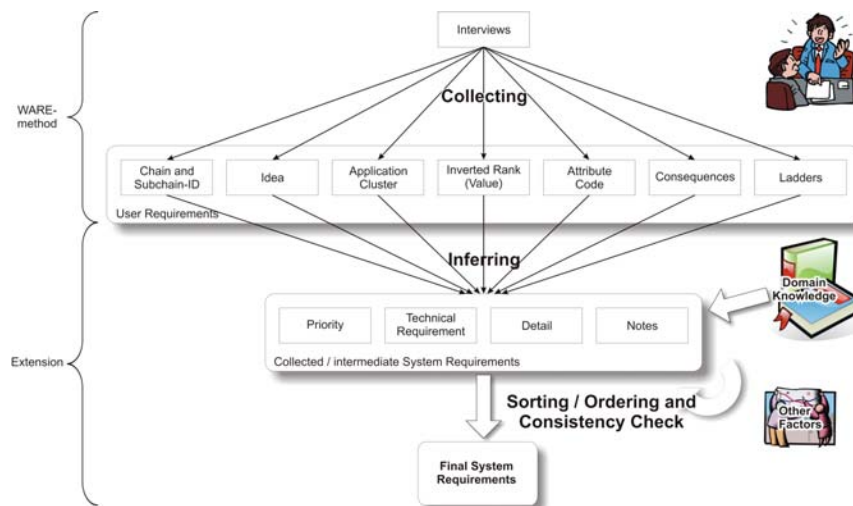 Interviews
Collecting
WARE-
method
Chain and
Subchain-ID
Idea
Application
Cluster
Inverted Rank
(Value)
Attribute
Code
Consequences
Ladders
User Requirements
Inferring
Domain
Knowledge
Priority
Technical
Requirement
Detail
Notes
Extension
Collected / intermediate System Requirements
Sorting / Ordering and
Consistency Check
Other
Factors
Final System
Requirements